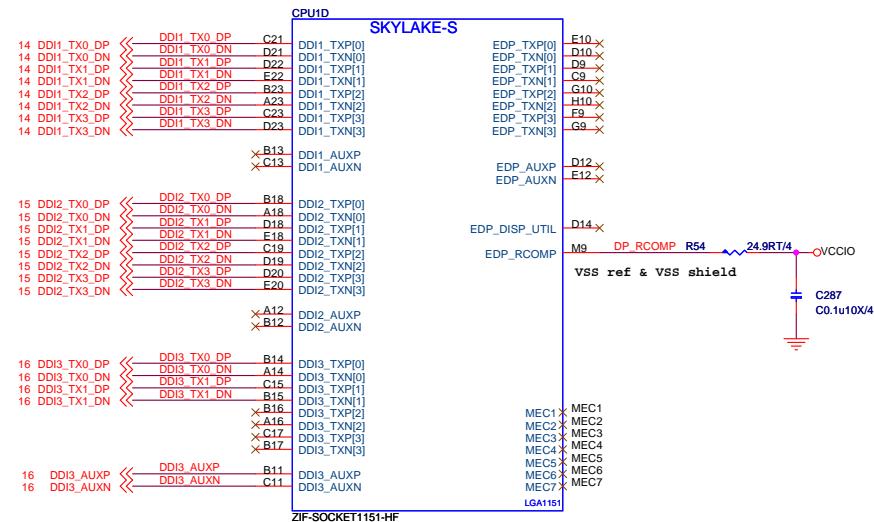 CPU1D
SKYLAKE-S
14 DDI1_TX0_DP DDI1_TX0_DP C21 DDI1_TXP[0] EDP_TXP[0] E10
14 DDI1_TX0_DN DDI1_TX0_DN D21 DDI1_TXN[0] EDP_TXN[0] D10
14 DDI1_TX1_DP DDI1_TX1_DP D22 DDI1_TXP[1] EDP_TXP[1] D9
14 DDI1_TX1_DN DDI1_TX1_DN E22 DDI1_TXN[1] EDP_TXN[1] C9
14 DDI1_TX2_DP DDI1_TX2_DP B23 DDI1_TXP[2] EDP_TXP[2] G10
14 DDI1_TX2_DN DDI1_TX2_DN A23 DDI1_TXN[2] EDP_TXN[2] H10
14 DDI1_TX3_DP DDI1_TX3_DP C23 DDI1_TXP[3] EDP_TXP[3] F9
14 DDI1_TX3_DN DDI1_TX3_DN D23 DDI1_TXN[3] EDP_TXN[3] G9
B13 DDI1_AUXP EDP_AUXP D12
C13 DDI1_AUXN EDP_AUXN E12
15 DDI2_TX0_DP DDI2_TX0_DP B18 DDI2_TXP[0]
15 DDI2_TX0_DN DDI2_TX0_DN A18 DDI2_TXN[0]
15 DDI2_TX1_DP DDI2_TX1_DP D18 DDI2_TXP[1] EDP_DISP_UTIL D14
15 DDI2_TX1_DN DDI2_TX1_DN E18 DDI2_TXN[1]
15 DDI2_TX2_DP DDI2_TX2_DP C19 DDI2_TXP[2] EDP_RCOMP M9 DP_RCOMP R54 24.9RT/4 VCCIO
15 DDI2_TX2_DN DDI2_TX2_DN D19 DDI2_TXN[2]
15 DDI2_TX3_DP DDI2_TX3_DP D20 DDI2_TXP[3] VSS ref & VSS shield
15 DDI2_TX3_DN DDI2_TX3_DN E20 DDI2_TXN[3]
C287
C0.1u10X/4
A12 DDI2_AUXP
B12 DDI2_AUXN
16 DDI3_TX0_DP DDI3_TX0_DP B14 DDI3_TXP[0]
16 DDI3_TX0_DN DDI3_TX0_DN A14 DDI3_TXN[0]
16 DDI3_TX1_DP DDI3_TX1_DP C15 DDI3_TXP[1]
16 DDI3_TX1_DN DDI3_TX1_DN B15 DDI3_TXN[1]
B16 DDI3_TXP[2] MEC1 MEC1
A16 DDI3_TXN[2] MEC2 MEC2
C17 DDI3_TXP[3] MEC3 MEC3
B17 DDI3_TXN[3] MEC4 MEC4
MEC5 MEC5
16 DDI3_AUXP DDI3_AUXP B11 DDI3_AUXP MEC6 MEC6
16 DDI3_AUXN DDI3_AUXN C11 DDI3_AUXN MEC7 MEC7
LGA1151
ZIF-SOCKET1151-HF